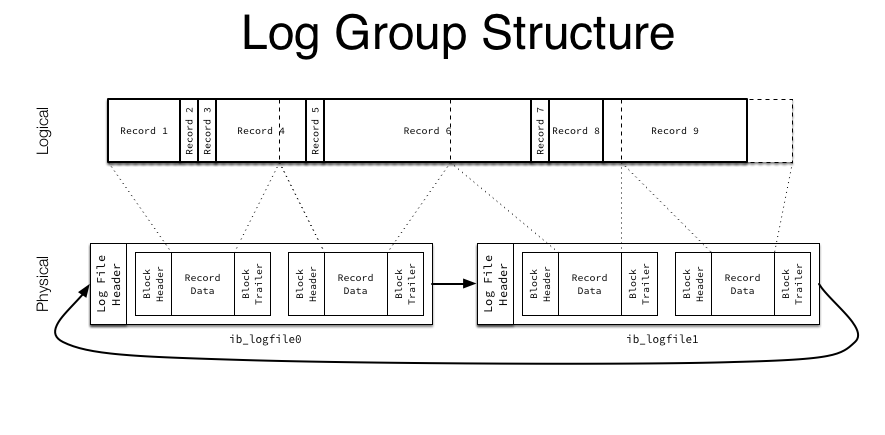 Log Group Structure
Logical
Record 1
Record 2
Record 3
Record 4
Record 5
Record 6
Record 7
Record 8
Record 9
Physical
Log File
Header
Block
Header
Record
Data
Block
Trailer
Block
Header
Record
Data
Block
Trailer
Log File
Header
Block
Header
Record
Data
Block
Trailer
Block
Header
Record
Data
Block
Trailer
ib_logfile0
ib_logfile1